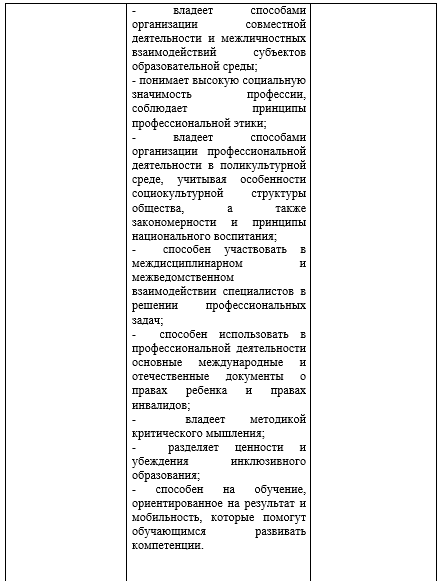 - владеет способами
организации совместной
деятельности и межличностных
взаимодействий субъектов
образовательной среды;
- понимает высокую социальную
значимость профессии,
соблюдает принципы
профессиональной этики;
- владеет способами
организации профессиональной
деятельности в поликультурной
среде, учитывая особенности
социокультурной структуры
общества, а также
закономерности и принципы
национального воспитания;
- способен участвовать в
междисциплинарном и
межведомственном
взаимодействии специалистов в
решении профессиональных
задач;
- способен использовать в
профессиональной деятельности
основные международные и
отечественные документы о
правах ребенка и правах
инвалидов;
- владеет методикой
критического мышления;
- разделяет ценности и
убеждения инклюзивного
образования;
- способен на обучение,
ориентированное на результат и
мобильность, которые помогут
обучающимся развивать
компетенции.